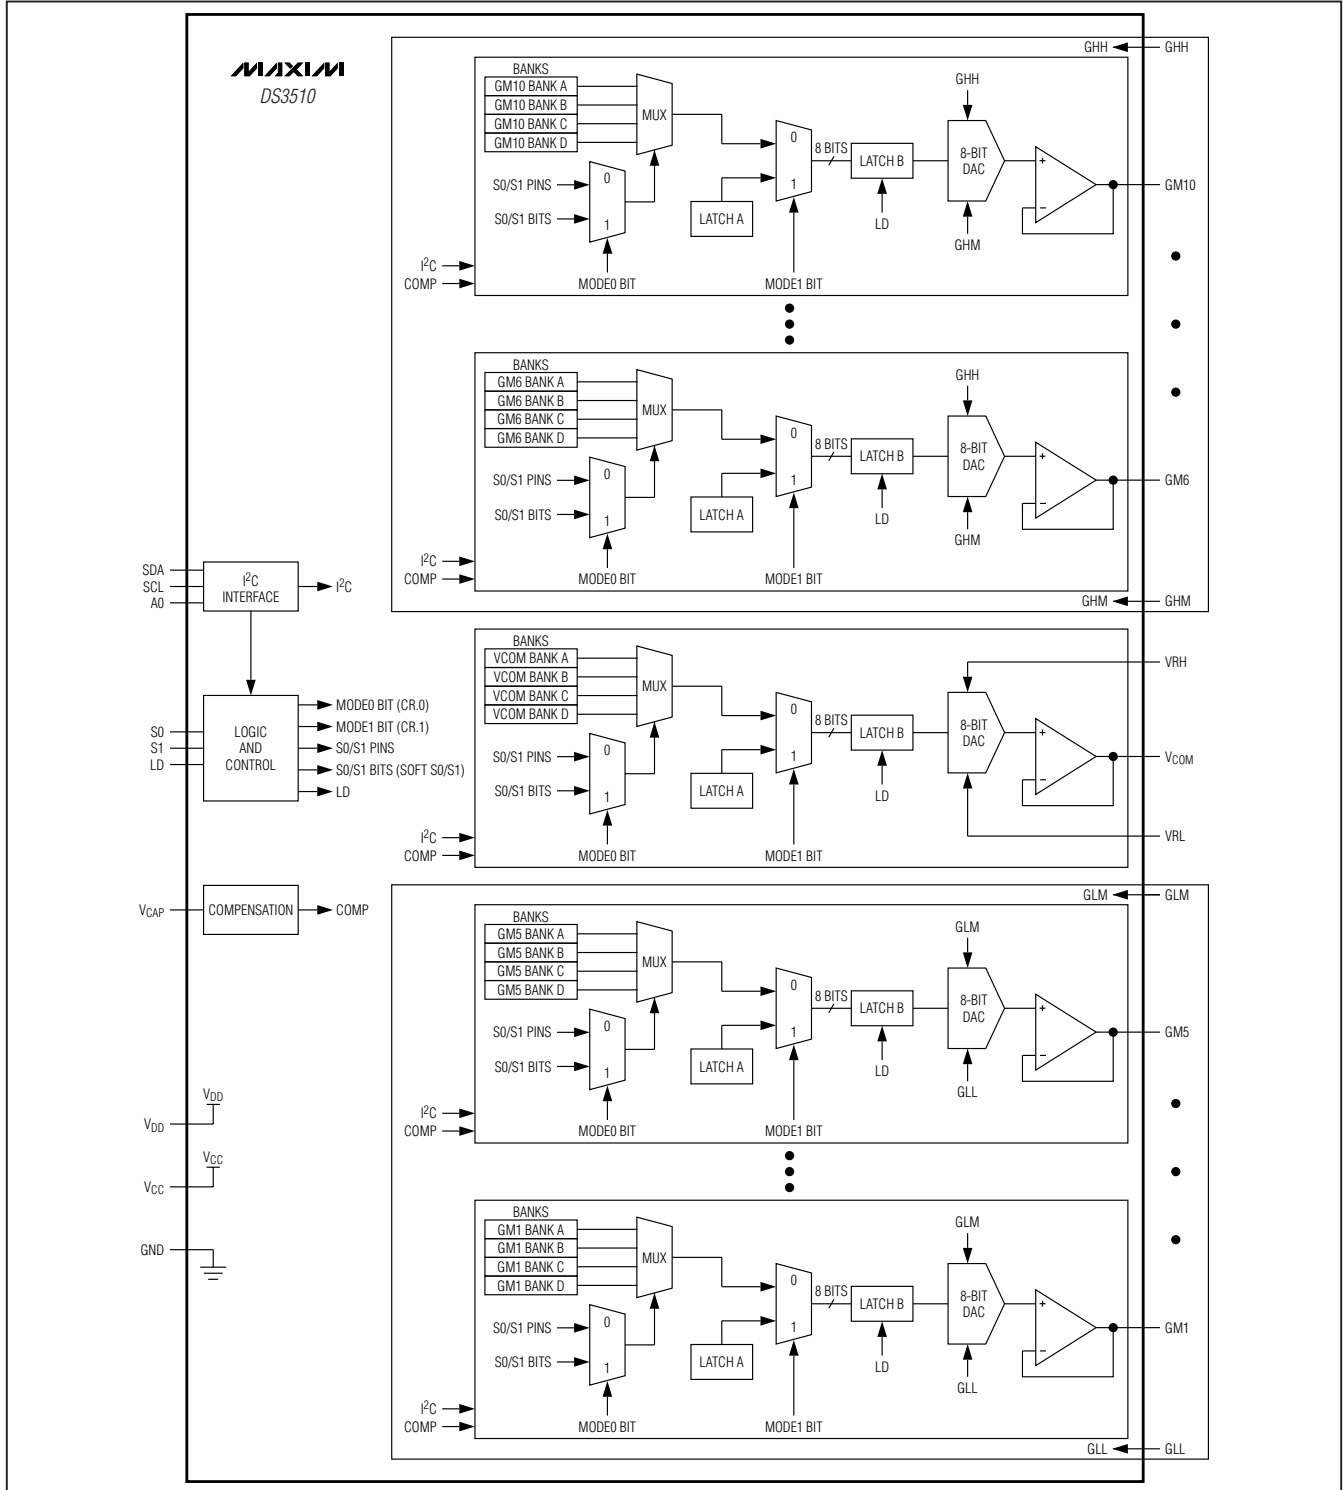 MAXIM
DS3510
GHH
GHH
BANKS
GM10 BANK A
GM10 BANK B
GM10 BANK C
GM10 BANK D
MUX
S0/S1 PINS
S0/S1 BITS
0
1
MODE0 BIT
I2C
COMP
LATCH A
0
1
MODE1 BIT
8 BITS
LATCH B
LD
GHH
8-BIT
DAC
GHM
+
−
GM10
BANKS
GM6 BANK A
GM6 BANK B
GM6 BANK C
GM6 BANK D
MUX
S0/S1 PINS
S0/S1 BITS
0
1
MODE0 BIT
I2C
COMP
LATCH A
0
1
MODE1 BIT
8 BITS
LATCH B
LD
GHH
8-BIT
DAC
GHM
+
−
GM6
GHM
GHM
SDA
SCL
A0
I2C
INTERFACE
I2C
S0
S1
LD
LOGIC
AND
CONTROL
MODE0 BIT (CR.0)
MODE1 BIT (CR.1)
S0/S1 PINS
S0/S1 BITS (SOFT S0/S1)
LD
BANKS
VCOM BANK A
VCOM BANK B
VCOM BANK C
VCOM BANK D
MUX
S0/S1 PINS
S0/S1 BITS
0
1
MODE0 BIT
I2C
COMP
LATCH A
0
1
MODE1 BIT
8 BITS
LATCH B
LD
VRH
8-BIT
DAC
+
−
VCOM
VRL
VCAP
COMPENSATION
COMP
GLM
GLM
BANKS
GM5 BANK A
GM5 BANK B
GM5 BANK C
GM5 BANK D
MUX
S0/S1 PINS
S0/S1 BITS
0
1
MODE0 BIT
I2C
COMP
LATCH A
0
1
MODE1 BIT
8 BITS
LATCH B
LD
GLM
8-BIT
DAC
GLL
+
−
GM5
VDD
VDD
VCC
VCC
GND
BANKS
GM1 BANK A
GM1 BANK B
GM1 BANK C
GM1 BANK D
MUX
S0/S1 PINS
S0/S1 BITS
0
1
MODE0 BIT
I2C
COMP
LATCH A
0
1
MODE1 BIT
8 BITS
LATCH B
LD
GLM
8-BIT
DAC
GLL
+
−
GM1
GLL
GLL